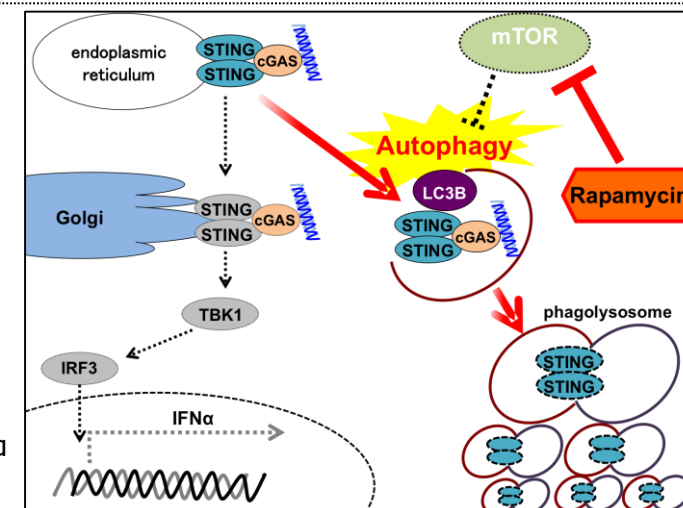 endoplasmic
reticulum
STING
STING
cGAS
mTOR
Autophagy
Rapamycin
LC3B
STING
STING
cGAS
Golgi
STING
STING
cGAS
TBK1
IRF3
IFNα
phagolysosome
STING
STING